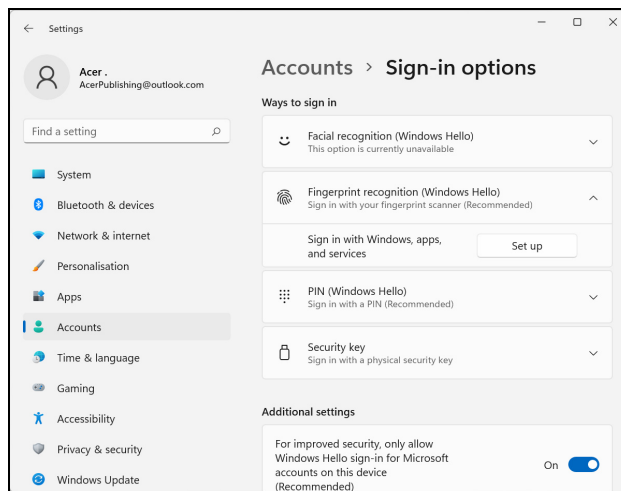 Settings
Acer .
AcerPublishing@outlook.com
Find a setting
System
Bluetooth & devices
Network & internet
Personalisation
Apps
Accounts
Time & language
Gaming
Accessibility
Privacy & security
Windows Update
Accounts > Sign-in options
Ways to sign in
Facial recognition (Windows Hello)
This option is currently unavailable
Fingerprint recognition (Windows Hello)
Sign in with your fingerprint scanner (Recommended)
Sign in with Windows, apps,
and services
Set up
PIN (Windows Hello)
Sign in with a PIN (Recommended)
Security key
Sign in with a physical security key
Additional settings
For improved security, only allow
Windows Hello sign-in for Microsoft
accounts on this device
(Recommended)
On